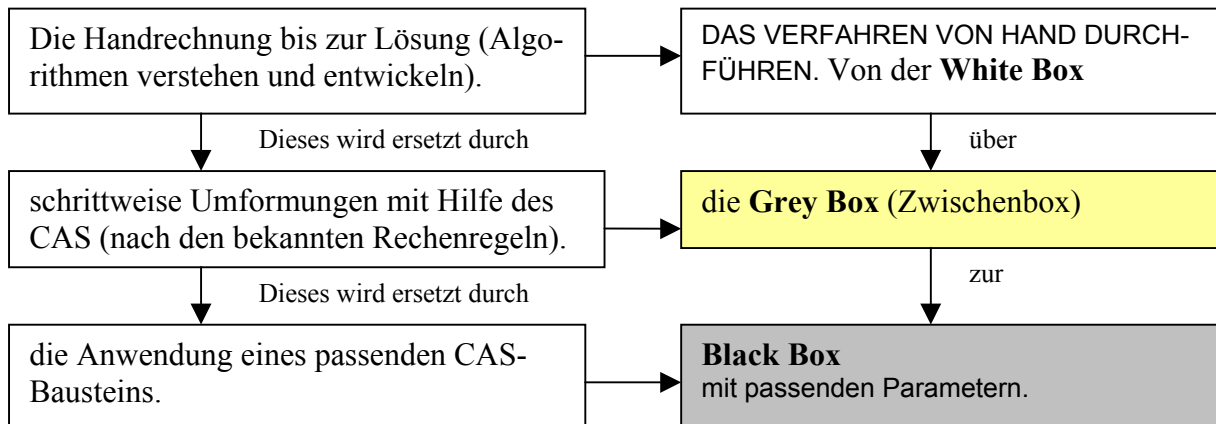 Die Handrechnung bis zur Lösung (Algo-
rithmen verstehen und entwickeln).
DAS VERFAHREN VON HAND DURCH-
FÜHREN. Von der White Box
Dieses wird ersetzt durch
über
schrittweise Umformungen mit Hilfe des
CAS (nach den bekannten Rechenregeln).
die Grey Box (Zwischenbox)
Dieses wird ersetzt durch
zur
die Anwendung eines passenden CAS-
Bausteins.
Black Box
mit passenden Parametern.